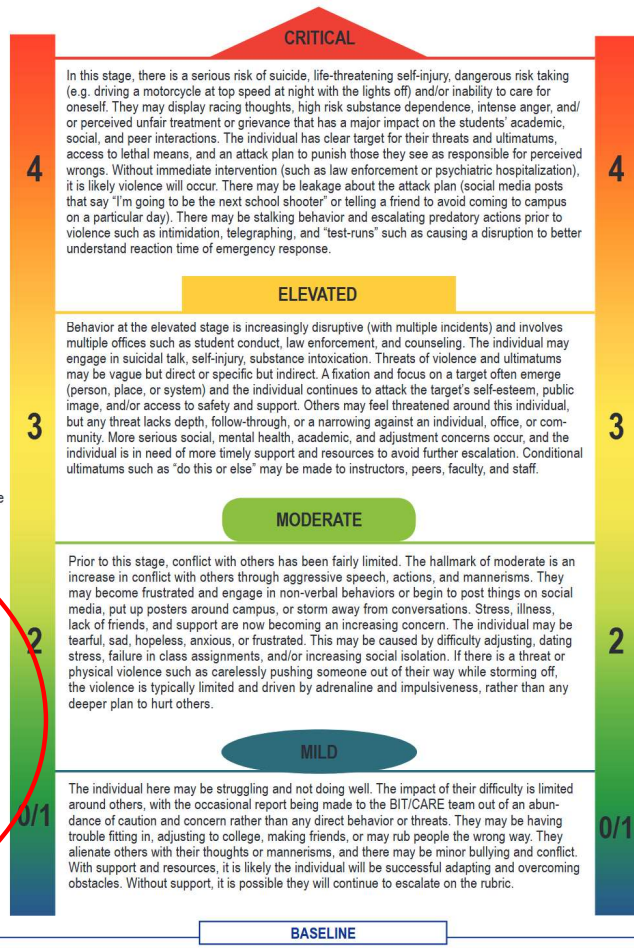 CRITICAL
In this stage, there is a serious risk of suicide, life-threatening self-injury, dangerous risk taking
(e.g. driving a motorcycle at top speed at night with the lights off) and/or inability to care for
oneself. They may display racing thoughts, high risk substance dependence, intense anger, and/
or perceived unfair treatment or grievance that has a major impact on the students' academic,
social, and peer interactions. The individual has clear target for their threats and ultimatums,
access to lethal means, and an attack plan to punish those they see as responsible for perceived
wrongs. Without immediate intervention (such as law enforcement or psychiatric hospitalization),
it is likely violence will occur. There may be leakage about the attack plan (social media posts
that say "I'm going to be the next school shooter" or telling a friend to avoid coming to campus
on a particular day). There may be stalking behavior and escalating predatory actions prior to
violence such as intimidation, telegraphing, and "test-runs" such as causing a disruption to better
understand reaction time of emergency response.
4
4
ELEVATED
Behavior at the elevated stage is increasingly disruptive (with multiple incidents) and involves
multiple offices such as student conduct, law enforcement, and counseling. The individual may
engage in suicidal talk, self-injury, substance intoxication. Threats of violence and ultimatums
may be vague but direct or specific but indirect. A fixation and focus on a target often emerge
(person, place, or system) and the individual continues to attack the target's self-esteem, public
image, and/or access to safety and support. Others may feel threatened around this individual,
but any threat lacks depth, follow-through, or a narrowing against an individual, office, or com-
munity. More serious social, mental health, academic, and adjustment concerns occur, and the
individual is in need of more timely support and resources to avoid further escalation. Conditional
ultimatums such as "do this or else" may be made to instructors, peers, faculty, and staff.
3
3
e
MODERATE
Prior to this stage, conflict with others has been fairly limited. The hallmark of moderate is an
increase in conflict with others through aggressive speech, actions, and mannerisms. They
may become frustrated and engage in non-verbal behaviors or begin to post things on social
media, put up posters around campus, or storm away from conversations. Stress, illness,
lack of friends, and support are now becoming an increasing concern. The individual may be
tearful, sad, hopeless, anxious, or frustrated. This may be caused by difficulty adjusting, dating
stress, failure in class assignments, and/or increasing social isolation. If there is a threat or
physical violence such as carelessly pushing someone out of their way while storming off,
the violence is typically limited and driven by adrenaline and impulsiveness, rather than any
deeper plan to hurt others.
2
2
MILD
The individual here may be struggling and not doing well. The impact of their difficulty is limited
around others, with the occasional report being made to the BIT/CARE team out of an abun-
dance of caution and concern rather than any direct behavior or threats. They may be having
trouble fitting in, adjusting to college, making friends, or may rub people the wrong way. They
alienate others with their thoughts or mannerisms, and there may be minor bullying and conflict.
With support and resources, it is likely the individual will be successful adapting and overcoming
obstacles. Without support, it is possible they will continue to escalate on the rubric.
0/1
0/1
BASELINE